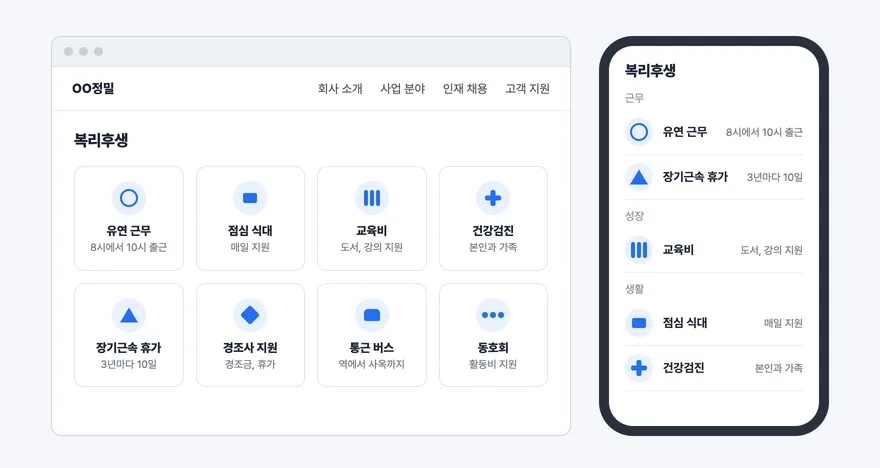 OO정밀
회사 소개 사업 분야 인재 채용 고객 지원
복리후생
유연 근무
8시에서 10시 출근
점심 식대
매일 지원
교육비
도서, 강의 지원
건강검진
본인과 가족
장기근속 휴가
3년마다 10일
경조사 지원
경조금, 휴가
통근 버스
역에서 사옥까지
동호회
활동비 지원
복리후생
근무
유연 근무 8시에서 10시 출근
장기근속 휴가 3년마다 10일
성장
교육비 도서, 강의 지원
생활
점심 식대 매일 지원
건강검진 본인과 가족